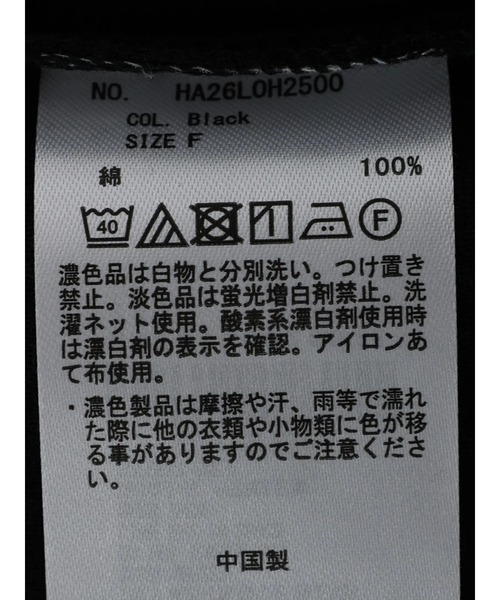 NO. HA26L0H2500
COL. Black
SIZE F
綿 100%
40 F
濃色品は白物と分別洗い。つけ置き
禁止。淡色品は蛍光増白剤禁止。洗
濯ネット使用。酸素系漂白剤使用時
は漂白剤の表示を確認。アイロンあ
て布使用。
・濃色製品は摩擦や汗、雨等で濡れ
た際に他の衣類や小物類に色が移
る事がありますのでご注意くださ
い。
中国製